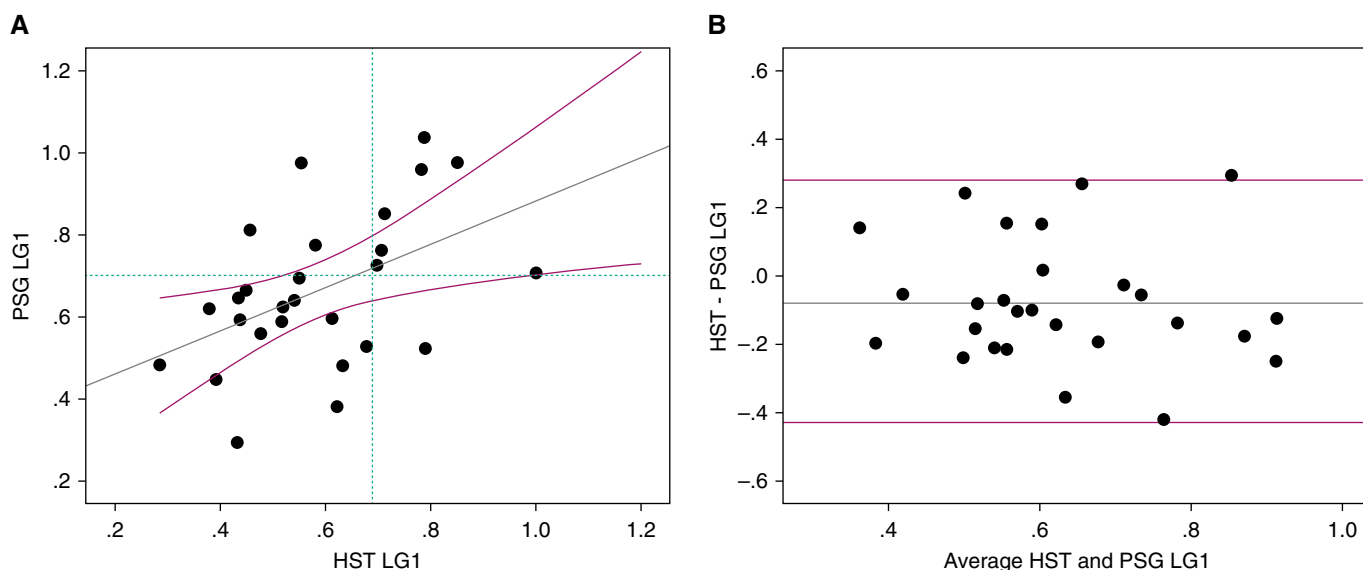 A
PSG LG1
1.2
1.0
.8
.6
.4
.2
.2 .4 .6 .8 1.0 1.2
HST LG1
B
HST - PSG LG1
.6
.4
.2
.0
–.2
–.4
–.6
.4 .6 .8 1.0
Average HST and PSG LG1